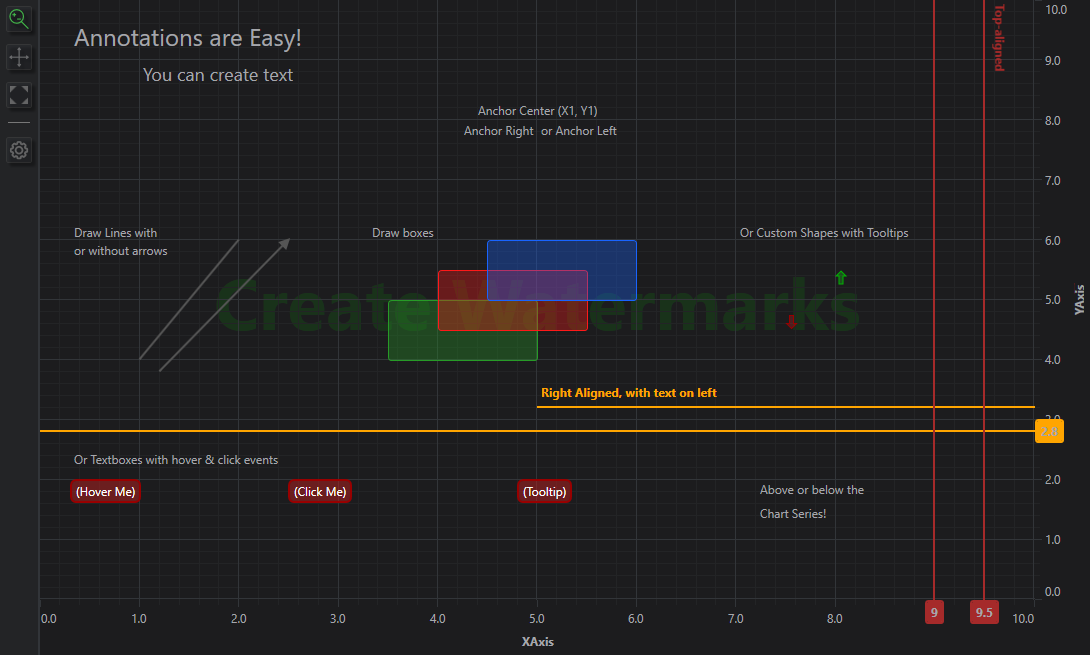 Annotations are Easy!
You can create text
Anchor Center (X1, Y1)
Anchor Right or Anchor Left
Top-aligned
Draw Lines with
or without arrows
Draw boxes
Or Custom Shapes with Tooltips
Create Watermarks
Right Aligned, with text on left
Or Textboxes with hover & click events
(Hover Me)
(Click Me)
(Tooltip)
Above or below the
Chart Series!
10.0
9.0
8.0
7.0
6.0
5.0
4.0
3.0
2.8
2.0
1.0
0.0
YAxis
0.0
1.0
2.0
3.0
4.0
5.0
6.0
7.0
8.0
9
9.5
10.0
XAxis